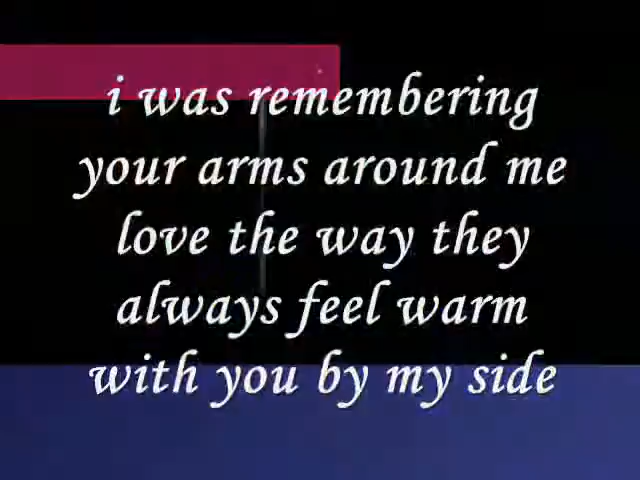 i was remembering
your arms around me
love the way they
always feel warm
with you by my side